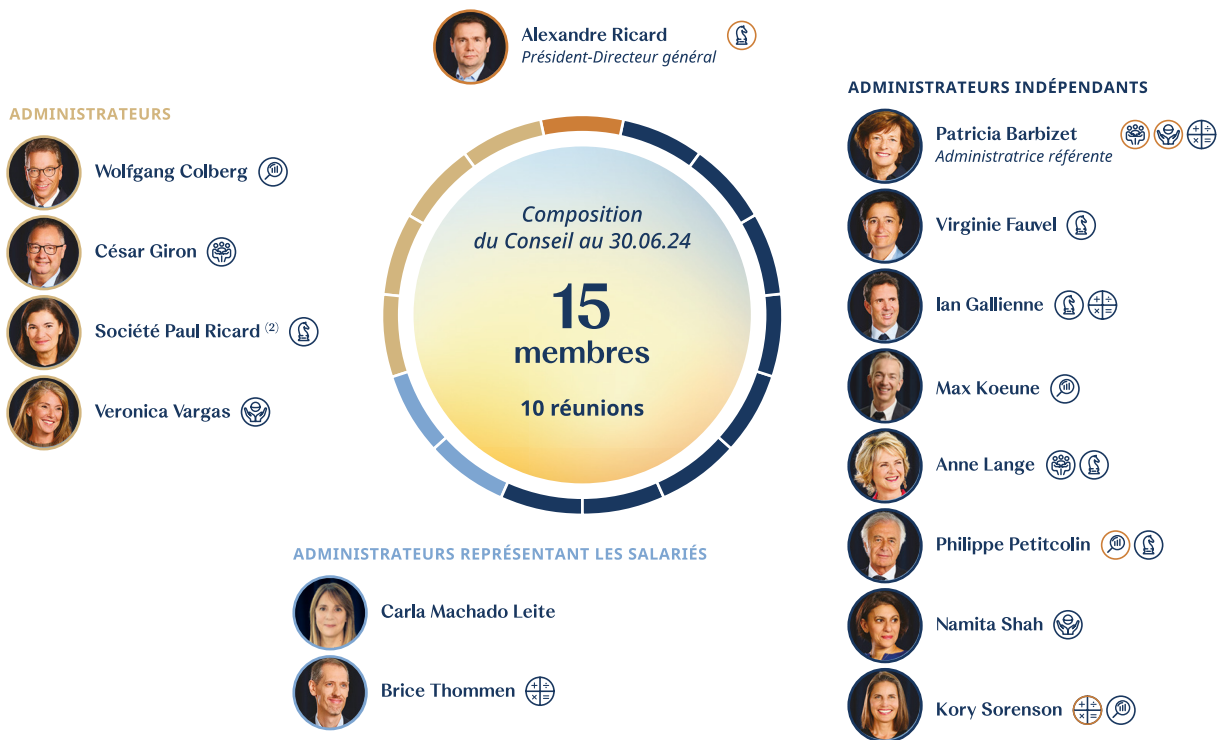 Alexandre Ricard
Président-Directeur général
ADMINISTRATEURS
Wolfgang Colberg
César Giron
Société Paul Ricard (2)
Veronica Vargas
Composition
du Conseil au 30.06.24
15
membres
10 réunions
ADMINISTRATEURS REPRÉSENTANT LES SALARIÉS
Carla Machado Leite
Brice Thommen
ADMINISTRATEURS INDÉPENDANTS
Patricia Barbizet
Administratrice référente
Virginie Fauvel
Ian Gallienne
Max Koeune
Anne Lange
Philippe Petitcolin
Namita Shah
Kory Sorenson